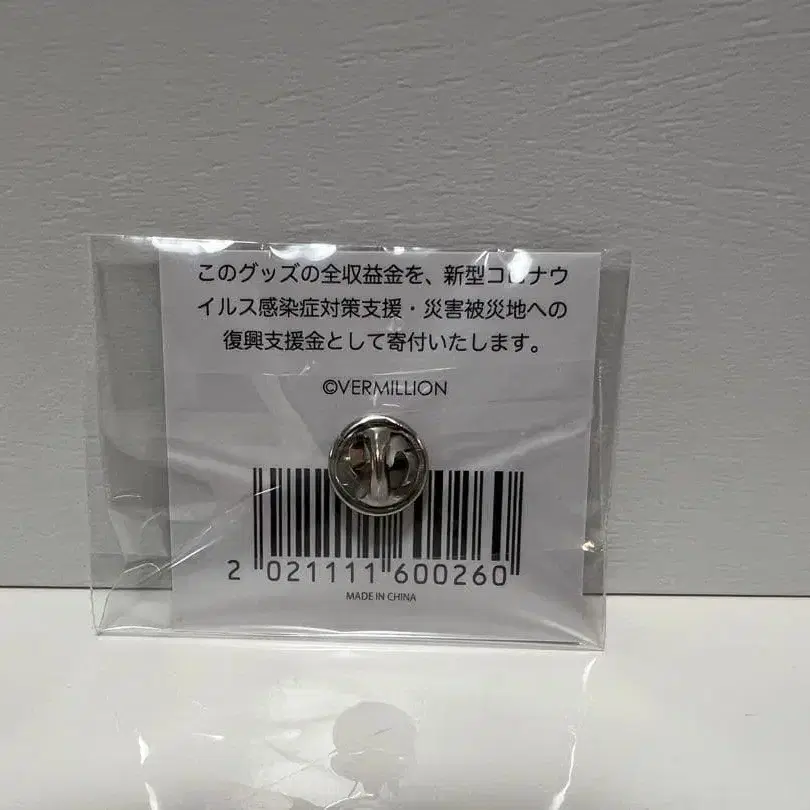 このグッズの全収益金を、新型コロナウ
イルス感染症対策支援・災害被災地への
復興支援金として寄付いたします。
©VERMILLION
2 021111 600260
MADE IN CHINA